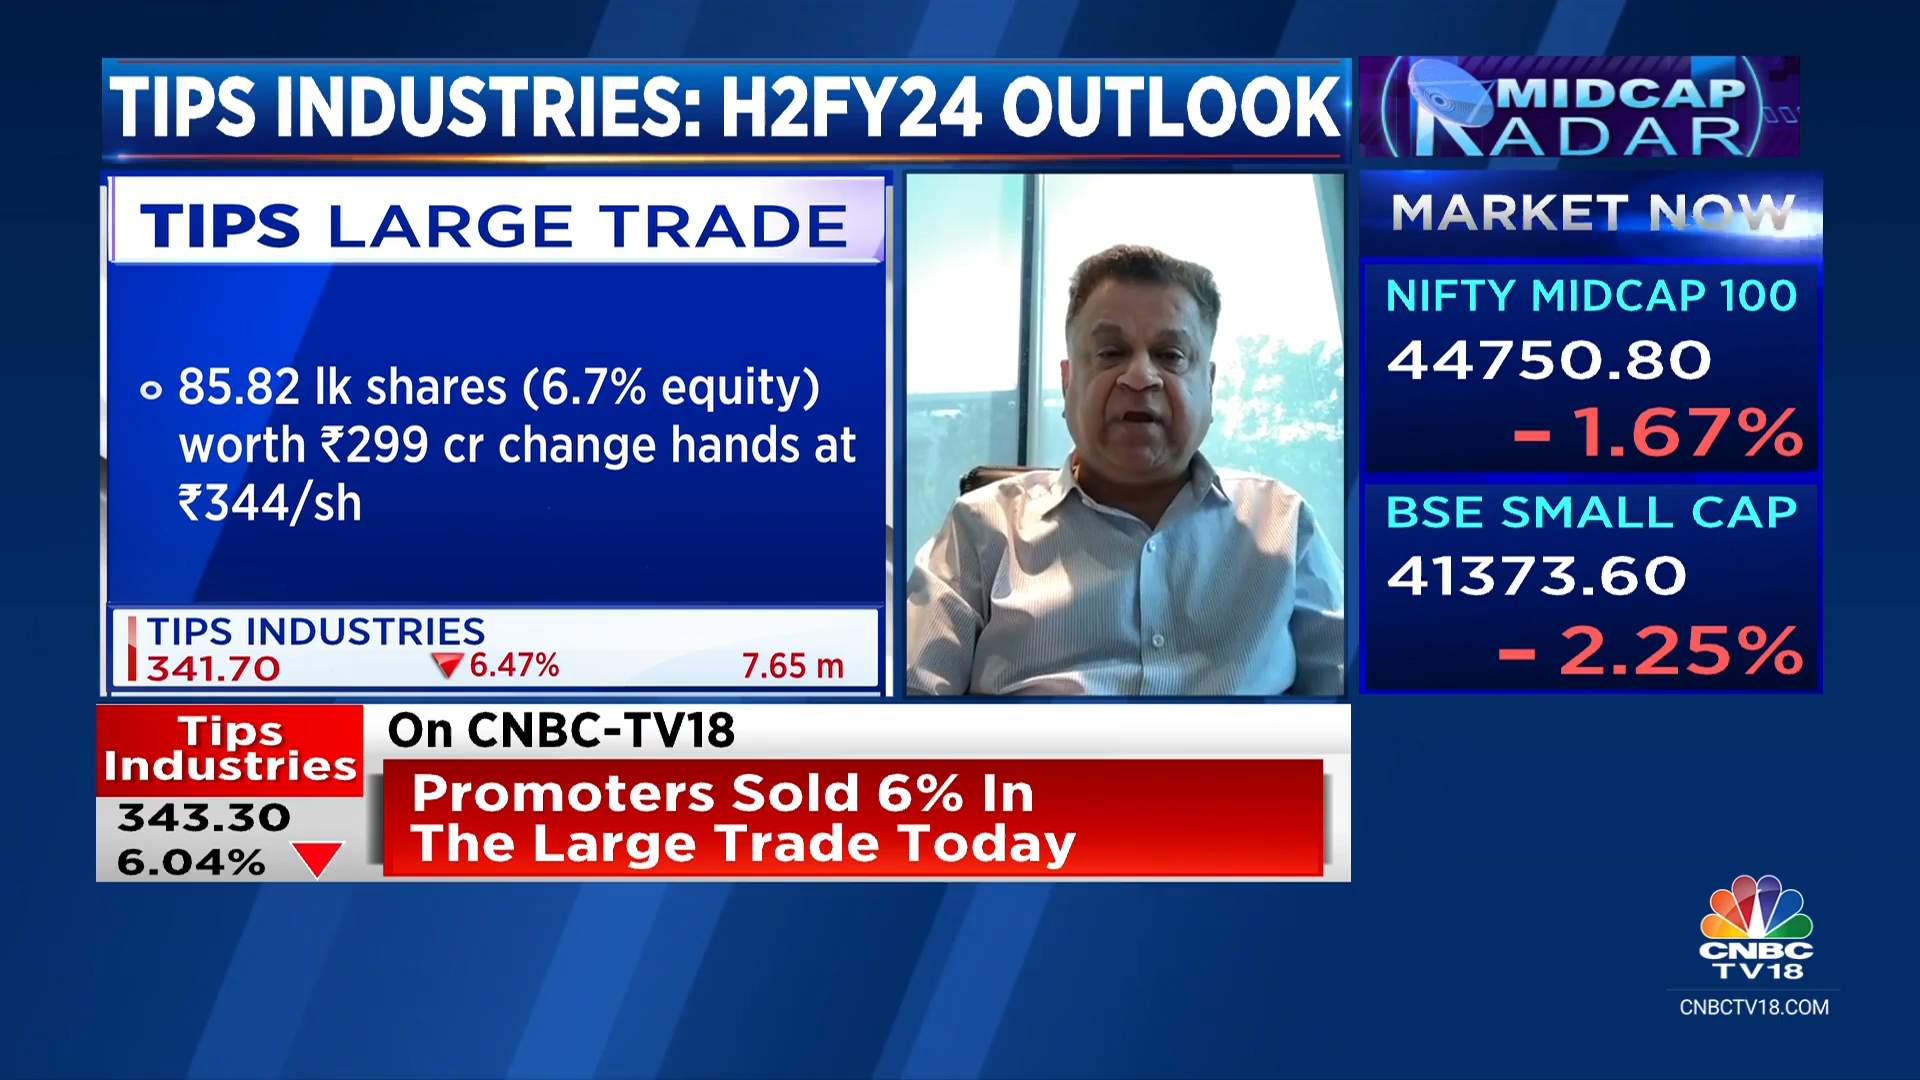 TIPS INDUSTRIES: H2FY24 OUTLOOK
MIDCAP
RADAR
TIPS LARGE TRADE
85.82 lk shares (6.7% equity)
worth ₹299 cr change hands at
₹344/sh
TIPS INDUSTRIES
341.70 ▼6.47% 7.65 m
MARKET NOW
NIFTY MIDCAP 100
44750.80
- 1.67%
BSE SMALL CAP
41373.60
- 2.25%
Tips
Industries
343.30
6.04% ▼
On CNBC-TV18
Promoters Sold 6% In
The Large Trade Today
CNBC
TV18
CNBCTV18.COM